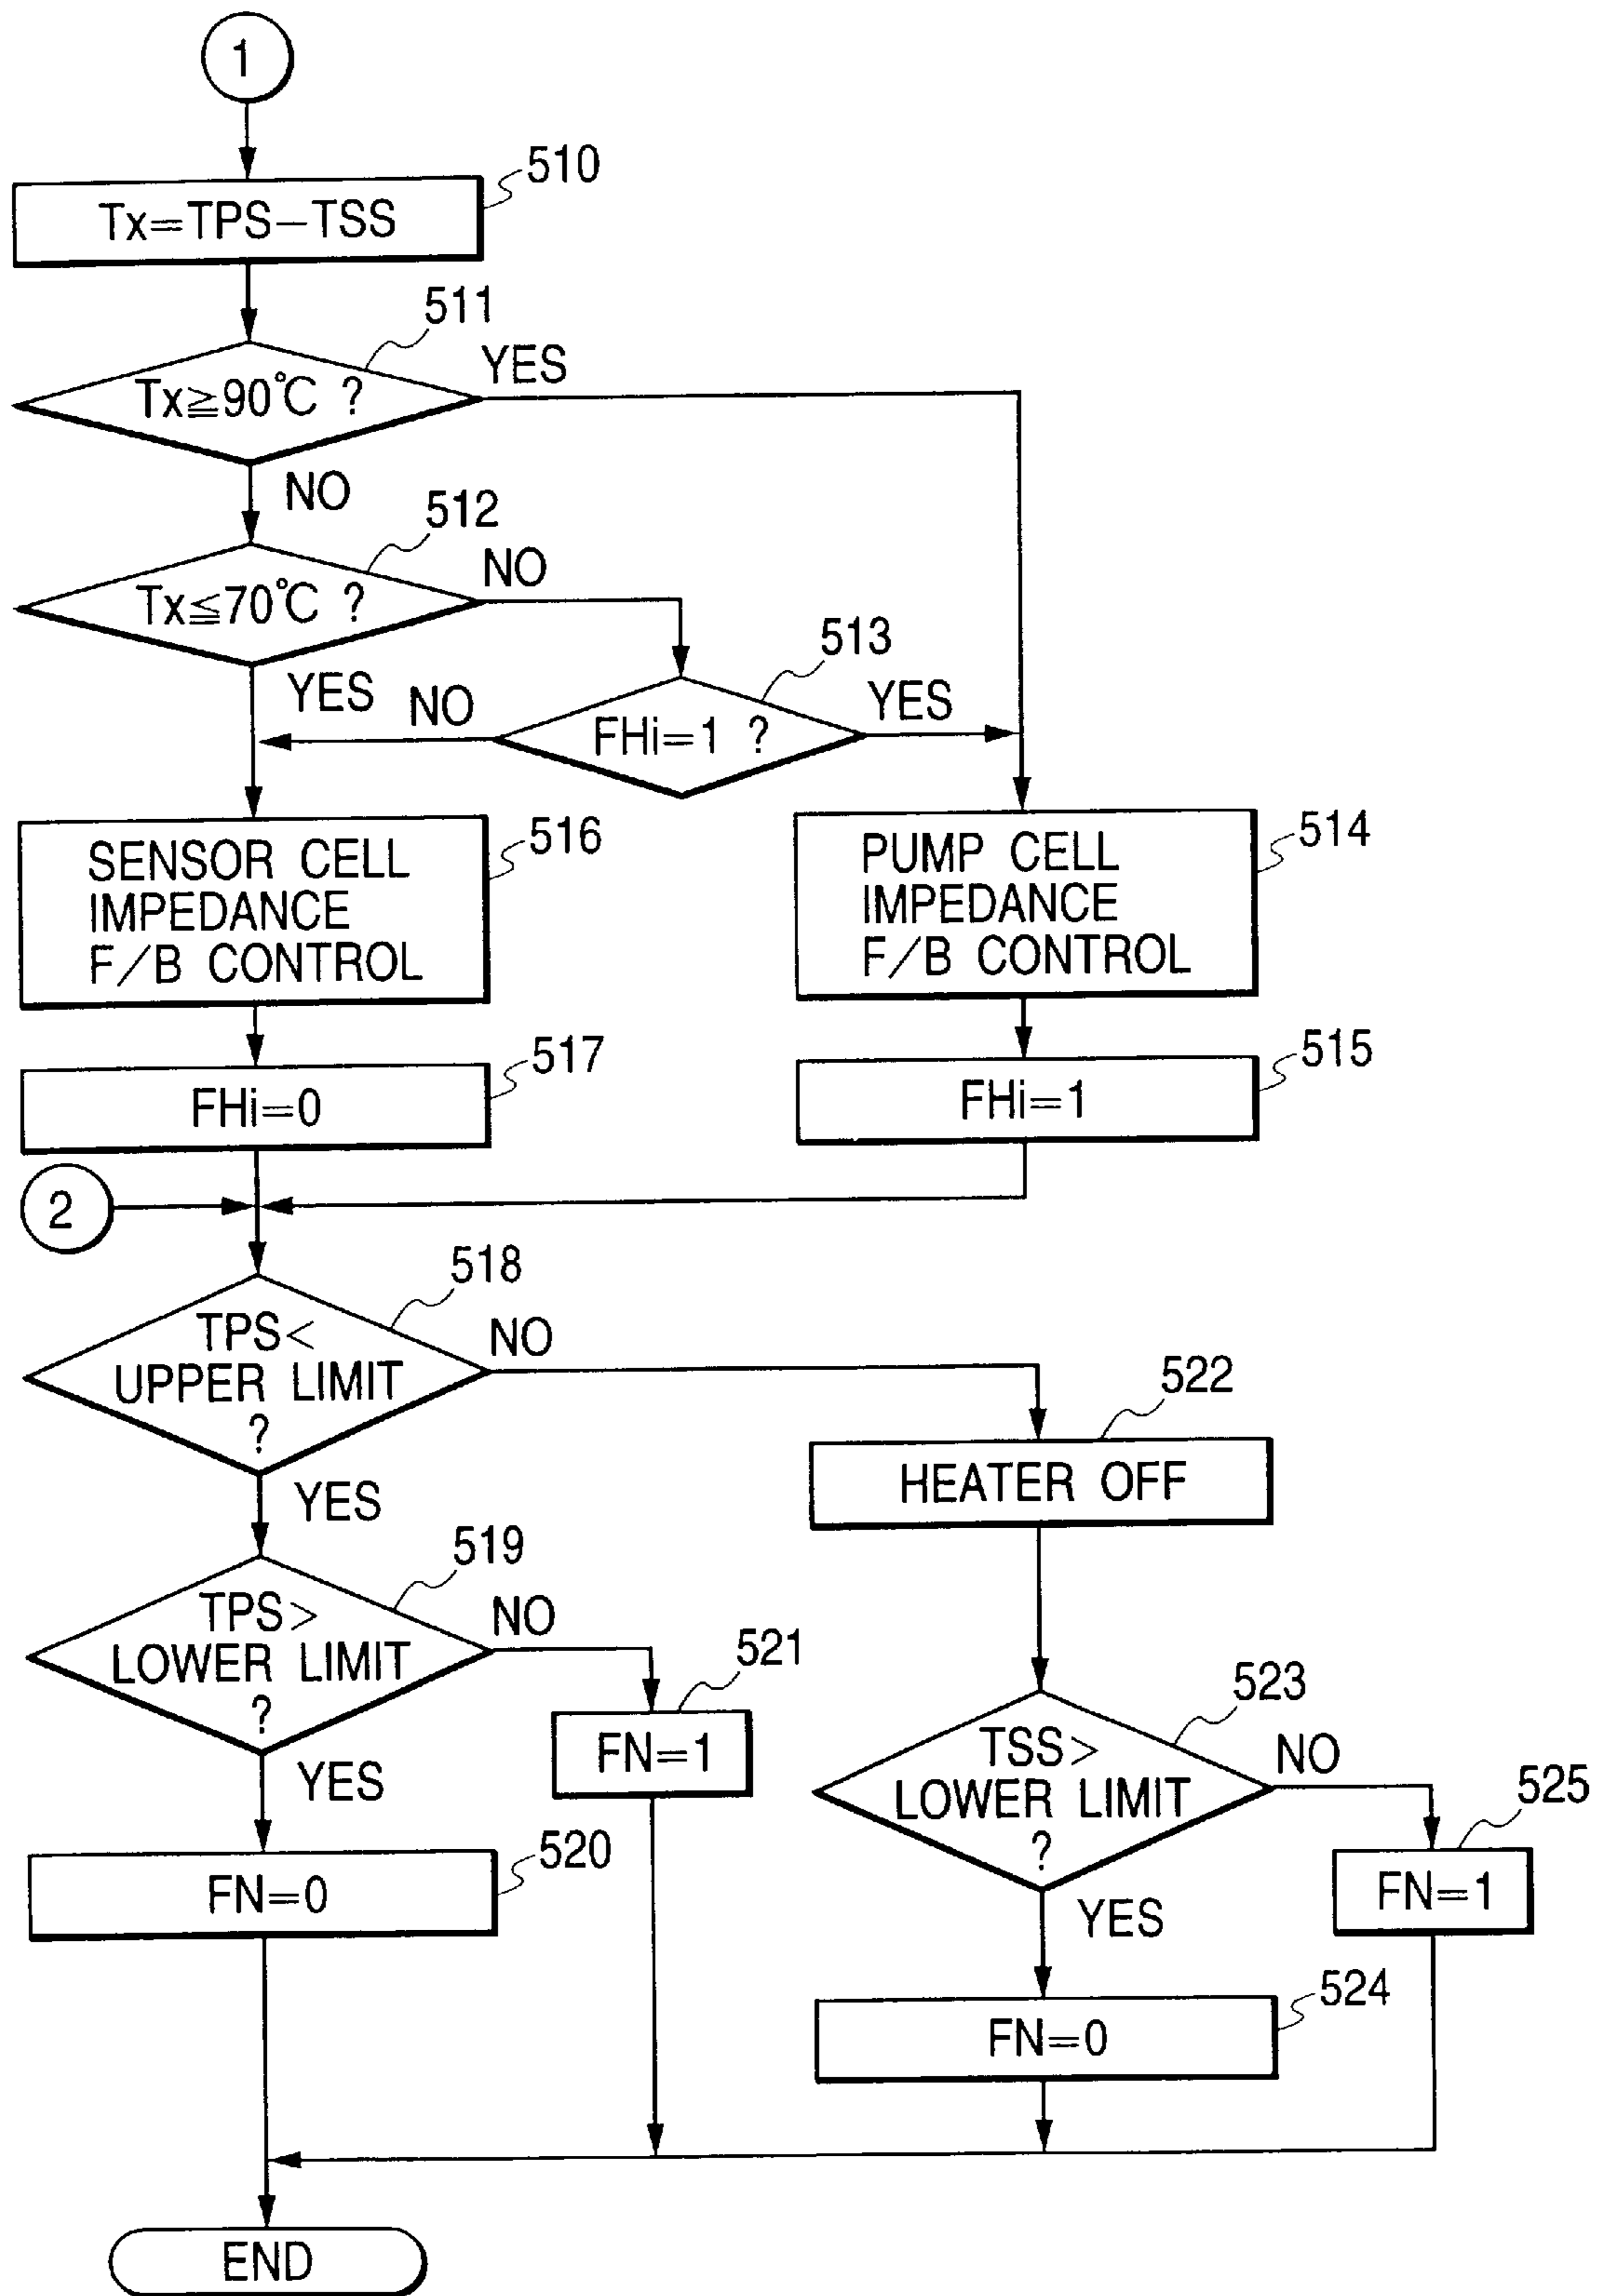 1
510
Tx=TPS−TSS
511
Tx≧90°C ?
YES
NO
512
Tx≦70°C ?
NO
YES
513
FHi=1 ?
NO
YES
516
SENSOR CELL
IMPEDANCE
F/B CONTROL
514
PUMP CELL
IMPEDANCE
F/B CONTROL
517
FHi=0
515
FHi=1
2
518
TPS<
UPPER LIMIT
?
NO
YES
522
HEATER OFF
519
TPS>
LOWER LIMIT
?
NO
YES
521
FN=1
523
TSS>
LOWER LIMIT
?
NO
YES
525
FN=1
520
FN=0
524
FN=0
END